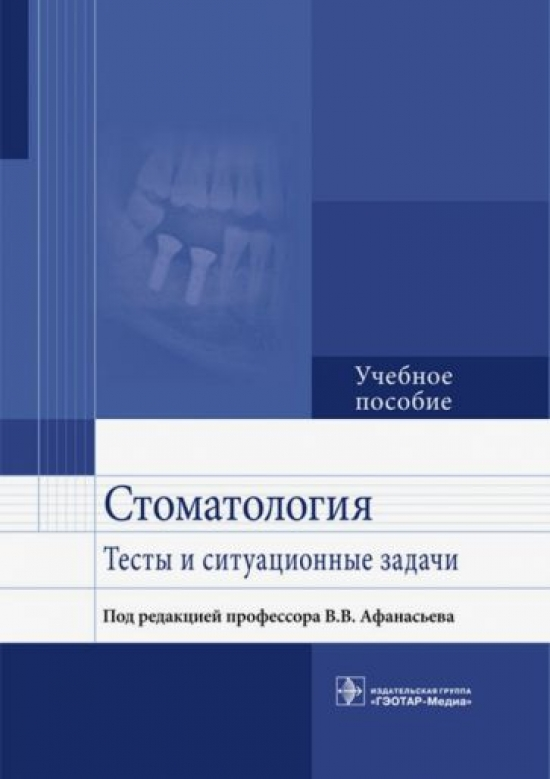 Учебное
пособие
Стоматология
Тесты и ситуационные задачи
Под редакцией профессора В.В. Афанасьева
ИЗДАТЕЛЬСКАЯ ГРУППА
«ГЭОТАР-Медиа»